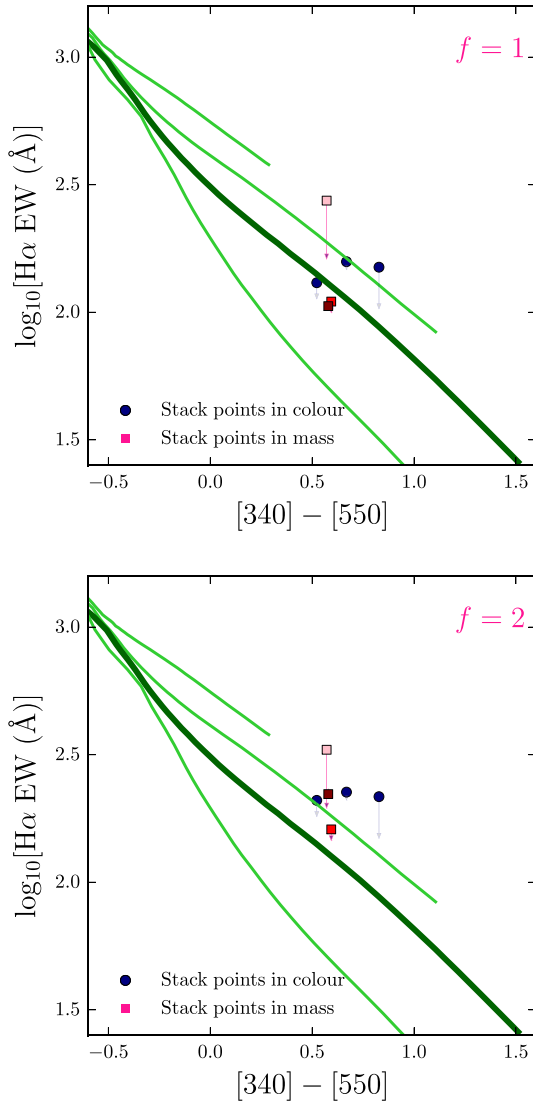 f = 1
3.0
2.5
2.0
1.5
log₁₀[Hα EW (Å)]
Stack points in colour
Stack points in mass
−0.5 0.0 0.5 1.0 1.5
[340] − [550]
f = 2
3.0
2.5
2.0
1.5
log₁₀[Hα EW (Å)]
Stack points in colour
Stack points in mass
−0.5 0.0 0.5 1.0 1.5
[340] − [550]